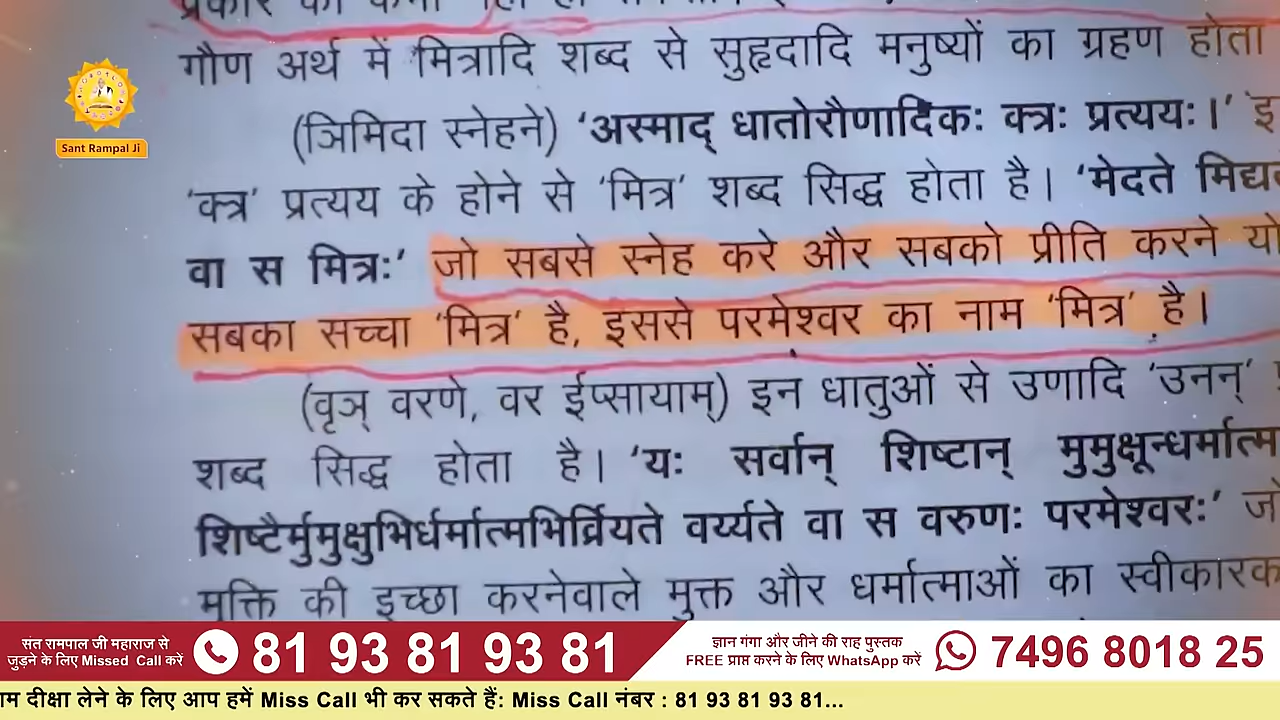 प्रकार
गौण अर्थ में मित्रादि शब्द से सुहृदादि मनुष्यों का ग्रहण होता
(ञिमिदा स्नेहने) 'अस्माद् धातोरौणादिकः क्त्रः प्रत्ययः।'
'क्त्र' प्रत्यय के होने से 'मित्र' शब्द सिद्ध होता है। 'मेदते
वा स मित्रः' जो सबसे स्नेह करे और सबको प्रीति करने
सबका सच्चा 'मित्र' है, इससे परमेश्वर का नाम 'मित्र' है।
(वृञ् वरणे, वर ईप्सायाम्) इन धातुओं से उणादि 'उनन्'
शब्द सिद्ध होता है। 'यः सर्वान् शिष्टान् मुमुक्षून्धर्मात्म
शिष्टैर्मुमुक्षुभिर्धर्मात्मभिर्व्रियते वर्य्यते वा स वरुणः परमेश्वरः'
मुक्ति की इच्छा करनेवाले मुक्त और धर्मात्माओं का स्वीकारक
Sant Rampal Ji
संत रामपाल जी महाराज से
जुड़ने के लिए Missed Call करें
81 93 81 93 81
ज्ञान गंगा और जीने की राह पुस्तक
FREE प्राप्त करने के लिए WhatsApp करें
7496 8018 25
दीक्षा लेने के लिए आप हमें Miss Call भी कर सकते हैं: Miss Call नंबर : 81 93 81 93 81...